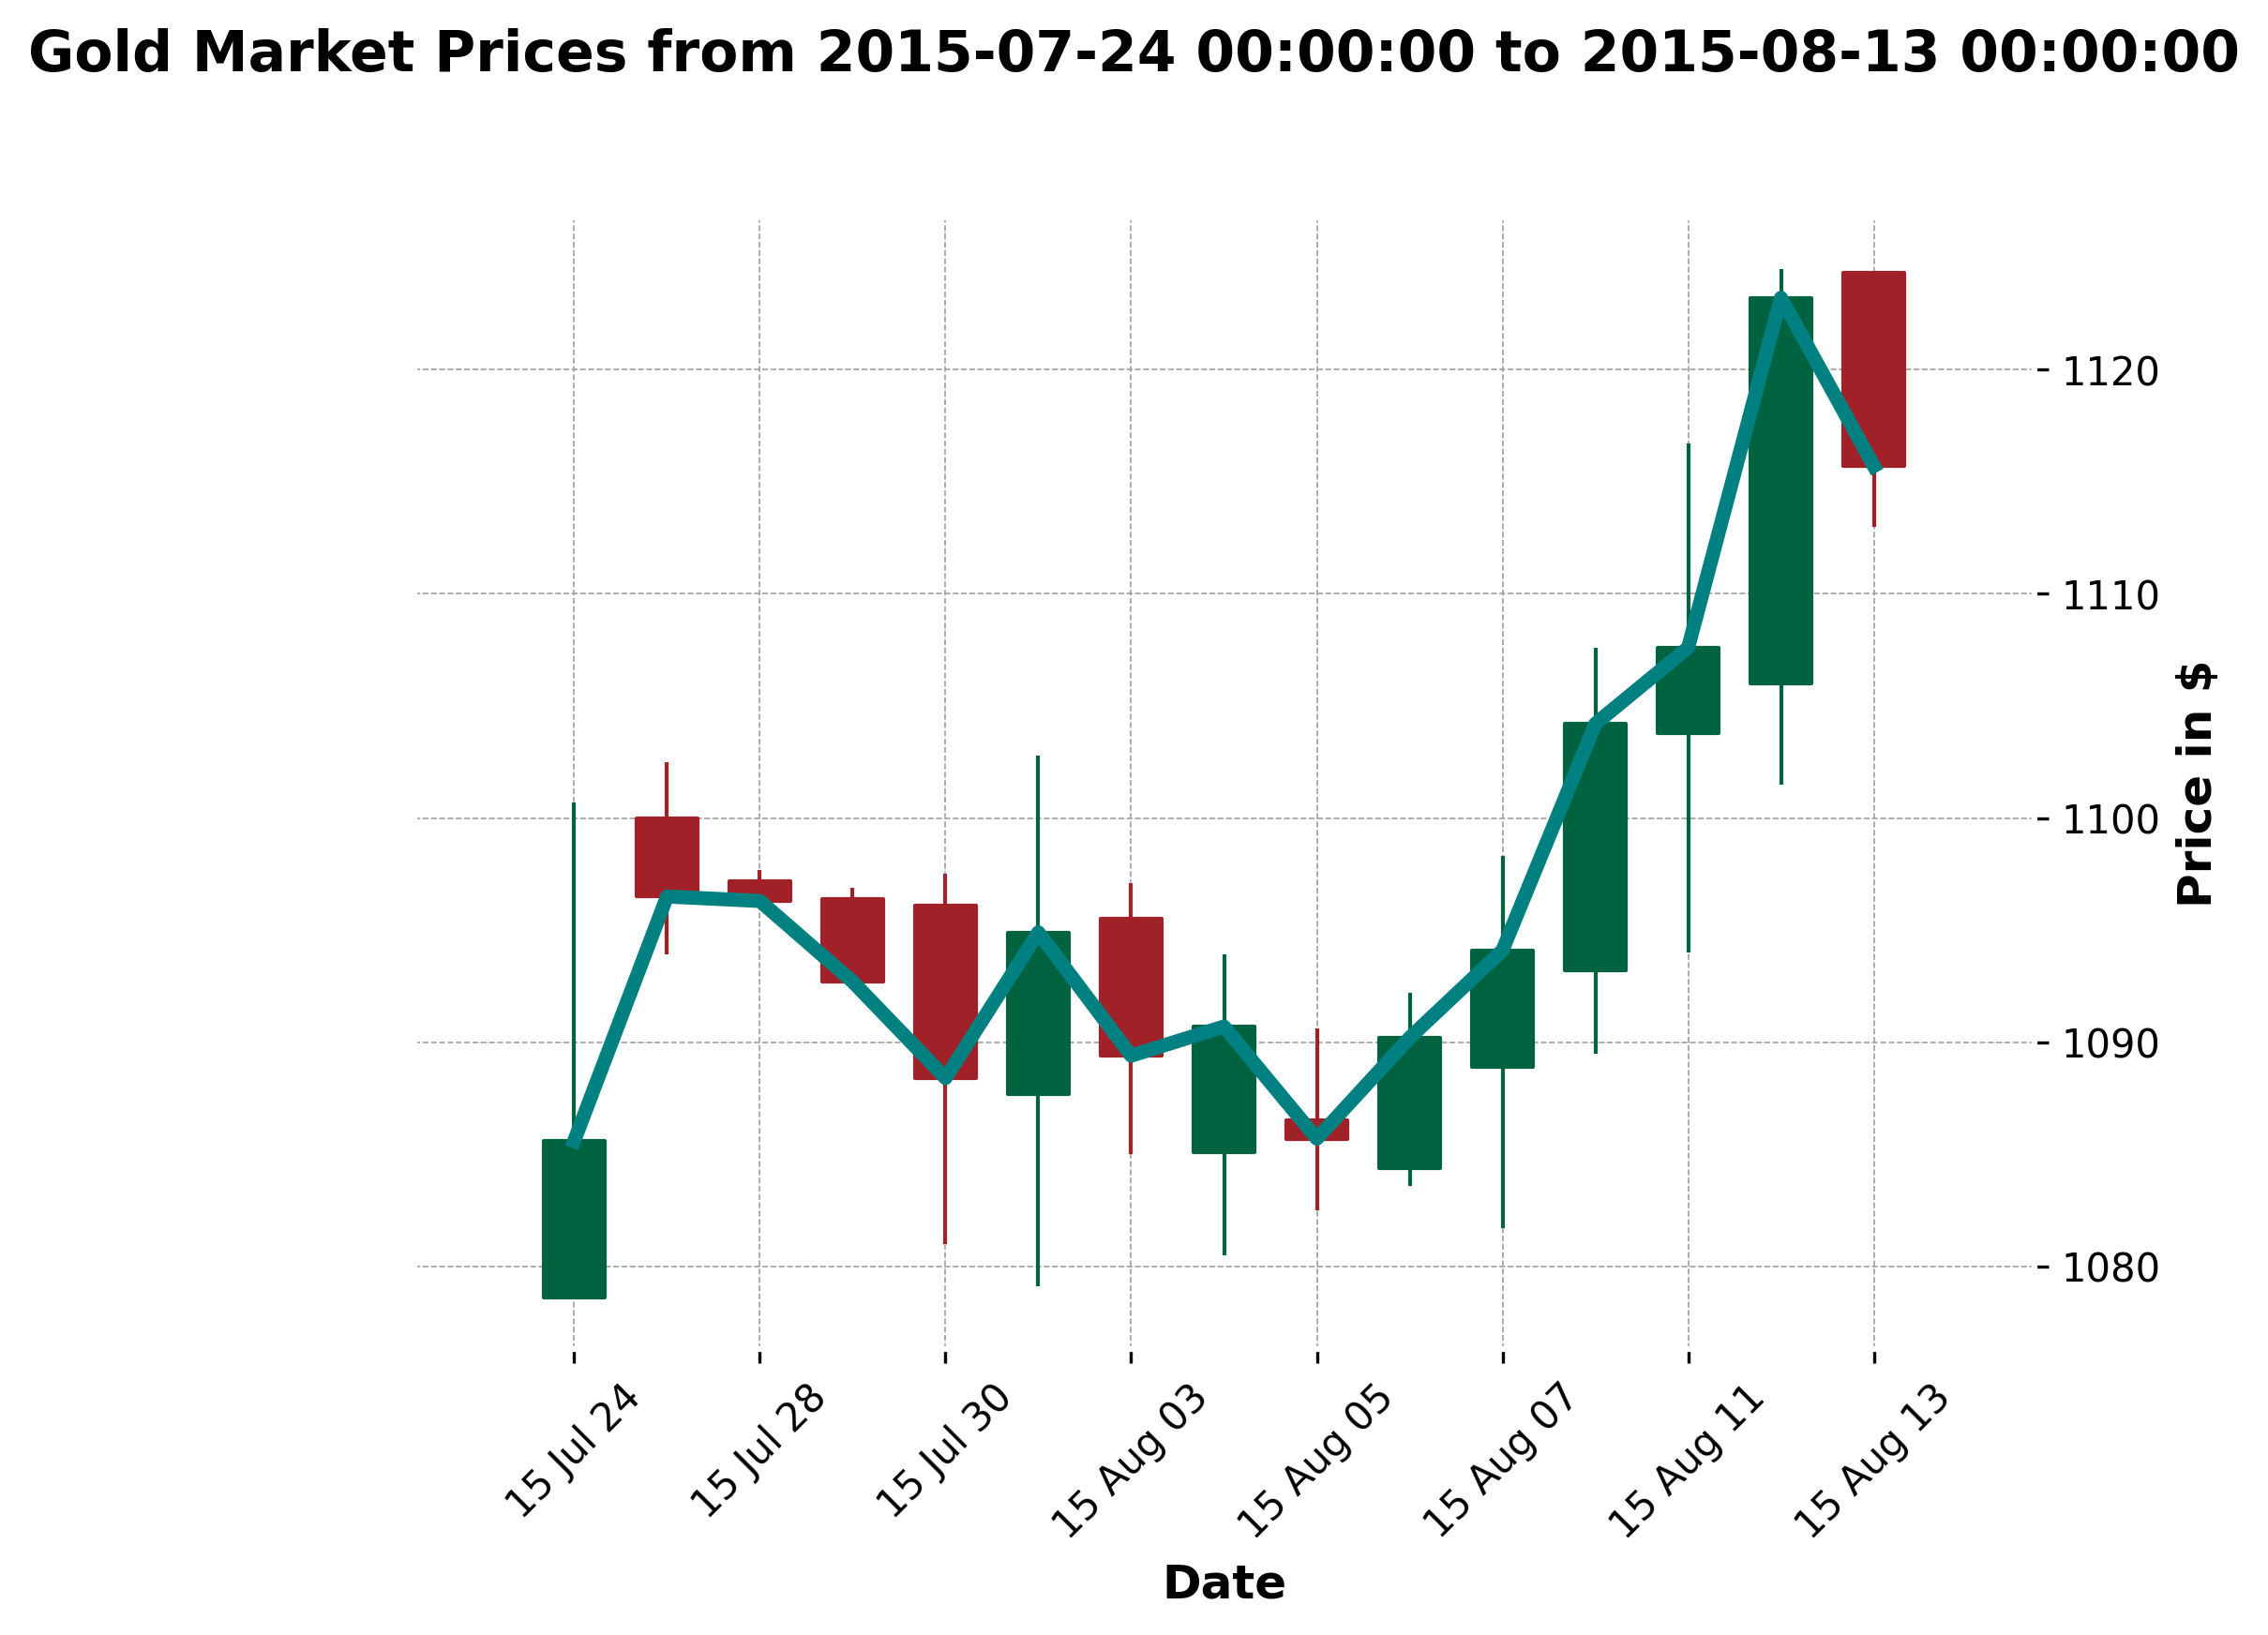 Gold Market Prices from 2015-07-24 00:00:00 to 2015-08-13 00:00:00
1120
1110
1100
1090
1080
Price in $
15 Jul 24
15 Jul 28
15 Jul 30
15 Aug 03
15 Aug 05
15 Aug 07
15 Aug 11
15 Aug 13
Date